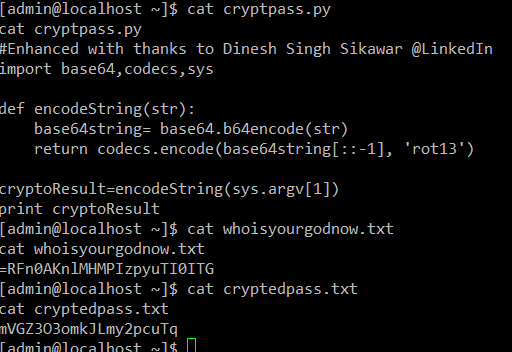 [admin@localhost ~]$ cat cryptpass.py
cat cryptpass.py
#Enhanced with thanks to Dinesh Singh Sikawar @LinkedIn
import base64,codecs,sys

def encodeString(str):
    base64string= base64.b64encode(str)
    return codecs.encode(base64string[::-1], 'rot13')

cryptoResult=encodeString(sys.argv[1])
print cryptoResult
[admin@localhost ~]$ cat whoisyourgodnow.txt
cat whoisyourgodnow.txt
=RFn0AKnlMHMPIzpyuTI0ITG
[admin@localhost ~]$ cat cryptedpass.txt
cat cryptedpass.txt
mVGZ3O3omkJLmy2pcuTq
[admin@localhost ~]$